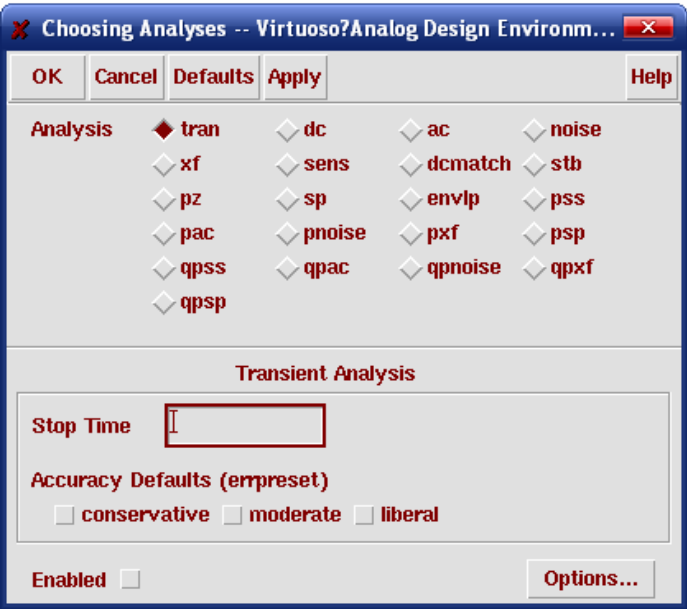 Choosing Analyses -- Virtuoso?Analog Design Environm...
OK Cancel Defaults Apply Help
Analysis tran dc ac noise
xf sens dcmatch stb
pz sp envlp pss
pac pnoise pxf psp
qpss qpac qpnoise qpxf
qpsp
Transient Analysis
Stop Time
Accuracy Defaults (errpreset)
conservative moderate liberal
Enabled Options...